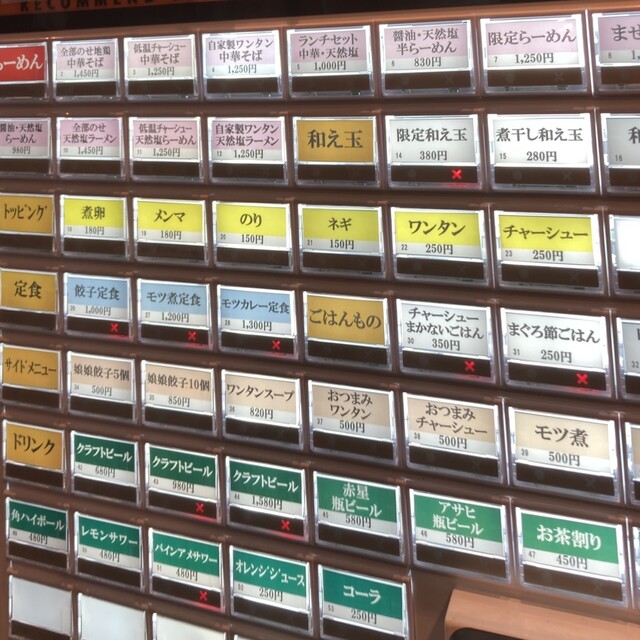 RECOMMEND
らーめん
全部のせ地鶏
中華そば
1,450円
低温チャーシュー
中華そば
1,250円
自家製ワンタン
中華そば
1,250円
ランチセット
中華・天然塩
1,000円
醤油・天然塩
半らーめん
830円
限定らーめん
1,250円
まぜ
醤油・天然塩
らーめん
980円
全部のせ
天然塩ラーメン
1,450円
低温チャーシュー
天然塩らーめん
1,250円
自家製ワンタン
天然塩ラーメン
1,250円
和え玉
限定和え玉
14 380円
煮干し和え玉
15 280円
和
16
トッピング
煮卵
180円
メンマ
180円
のり
150円
ネギ
21 150円
ワンタン
22 250円
チャーシュー
23 250円
定食
餃子定食
1,000円
モツ煮定食
1,200円
モツカレー定食
1,300円
ごはんもの
チャーシュー
まかないごはん
30 350円
まぐろ節ごはん
31 250円
サイドメニュー
娘娘餃子5個
500円
娘娘餃子10個
850円
ワンタンスープ
820円
おつまみ
ワンタン
37 500円
おつまみ
チャーシュー
500円
モツ煮
500円
ドリンク
クラフトビール
680円
クラフトビール
980円
クラフトビール
1,580円
赤星
瓶ビール
580円
アサヒ
瓶ビール
46 580円
お茶割り
47 450円
角ハイボール
480円
レモンサワー
480円
パインアメサワー
480円
オレンジジュース
52 250円
コーラ
53 250円